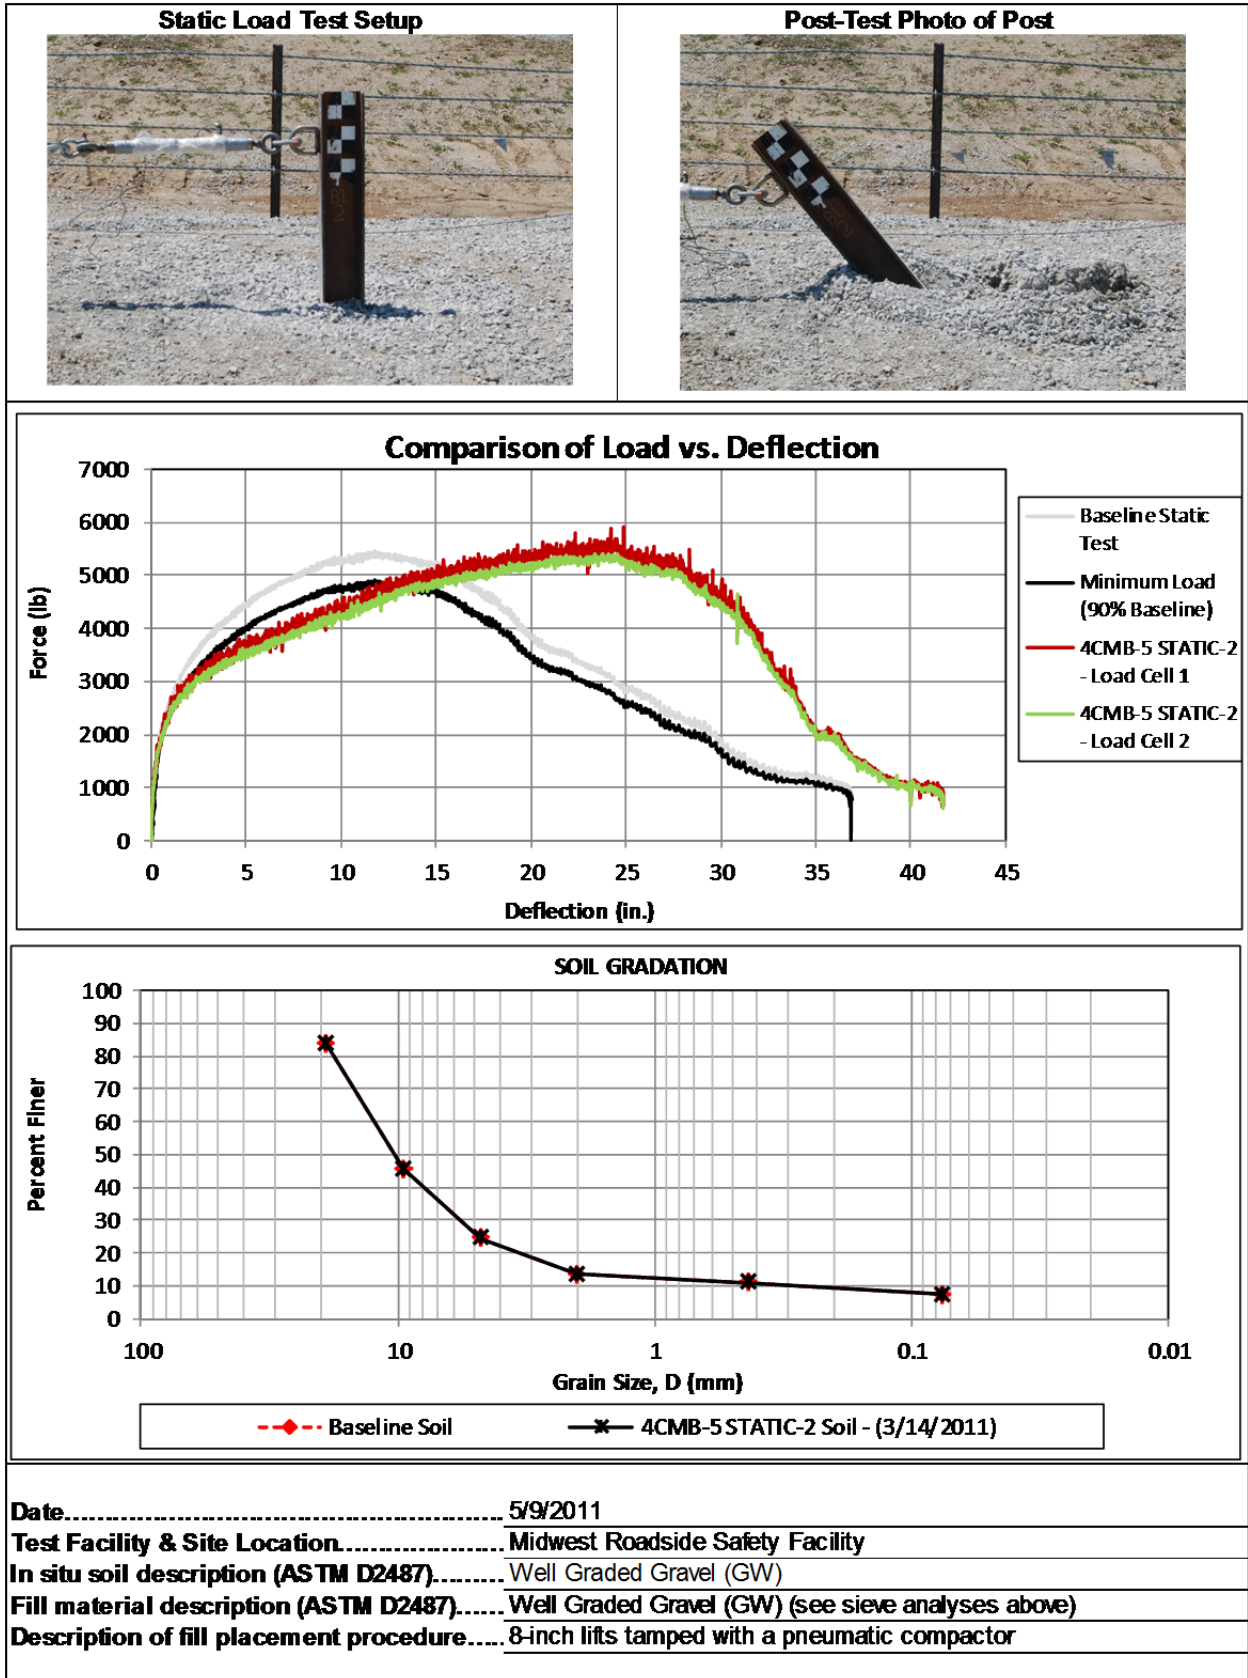 Static Load Test Setup
Post-Test Photo of Post
Comparison of Load vs. Deflection
7000
6000
5000
4000
3000
2000
1000
0
Force (lb)
0 5 10 15 20 25 30 35 40 45
Deflection (in.)
Baseline Static
Test
Minimum Load
(90% Baseline)
4CMB-5 STATIC-2
- Load Cell 1
4CMB-5 STATIC-2
- Load Cell 2
SOIL GRADATION
100
90
80
70
60
50
40
30
20
10
0
Percent Finer
100 10 1 0.1 0.01
Grain Size, D (mm)
Baseline Soil
4CMB-5 STATIC-2 Soil - (3/14/2011)
Date.......................................... 5/9/2011
Test Facility & Site Location.......... Midwest Roadside Safety Facility
In situ soil description (ASTM D2487)........ Well Graded Gravel (GW)
Fill material description (ASTM D2487)...... Well Graded Gravel (GW) (see sieve analyses above)
Description of fill placement procedure..... 8-inch lifts tamped with a pneumatic compactor